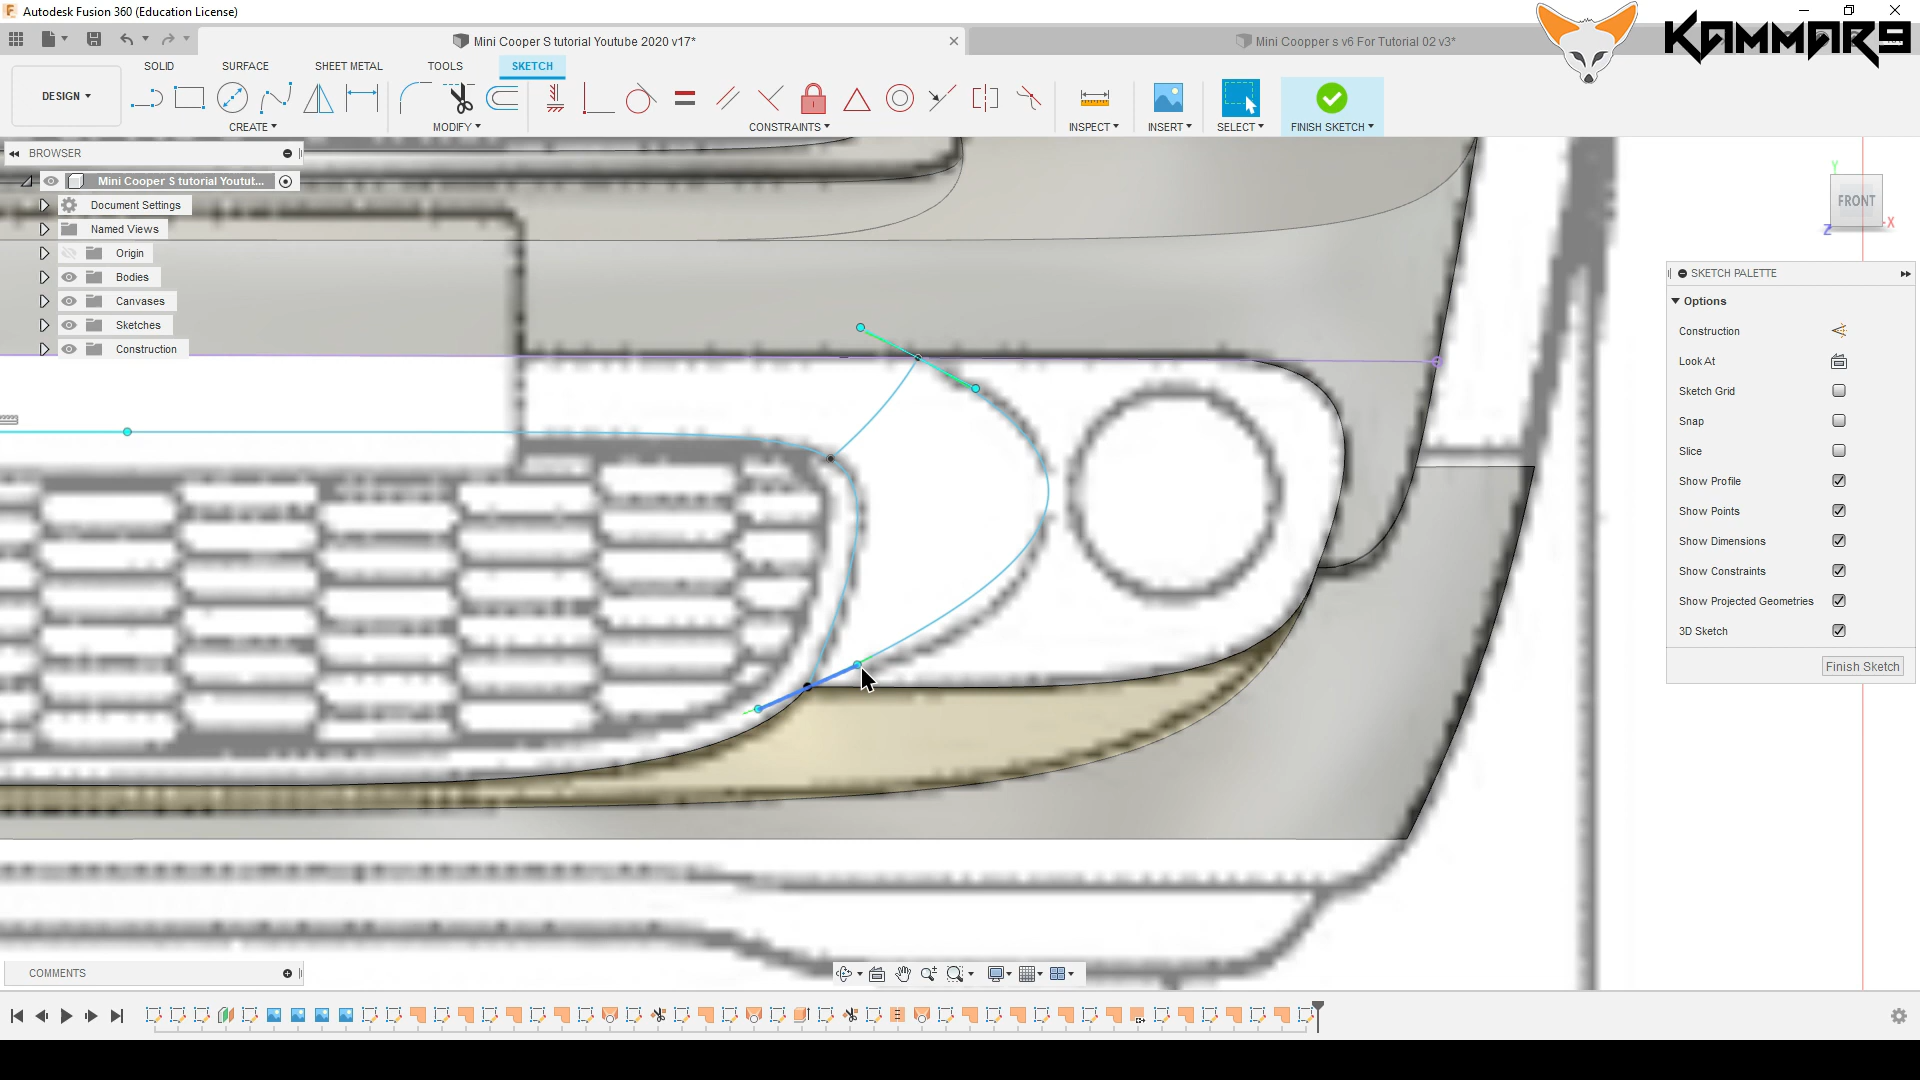 Autodesk Fusion 360 (Education License)
Mini Cooper S tutorial Youtube 2020 v17*
Mini Coopper s v6 For Tutorial 02 v3*
KAMMAR9
SOLID
SURFACE
SHEET METAL
TOOLS
SKETCH
DESIGN
CREATE
MODIFY
CONSTRAINTS
INSPECT
INSERT
SELECT
FINISH SKETCH
BROWSER
Mini Cooper S tutorial Youtut...
Document Settings
Named Views
Origin
Bodies
Canvases
Sketches
Construction
Y
FRONT
X
Z
SKETCH PALETTE
Options
Construction
Look At
Sketch Grid
Snap
Slice
Show Profile
Show Points
Show Dimensions
Show Constraints
Show Projected Geometries
3D Sketch
Finish Sketch
COMMENTS